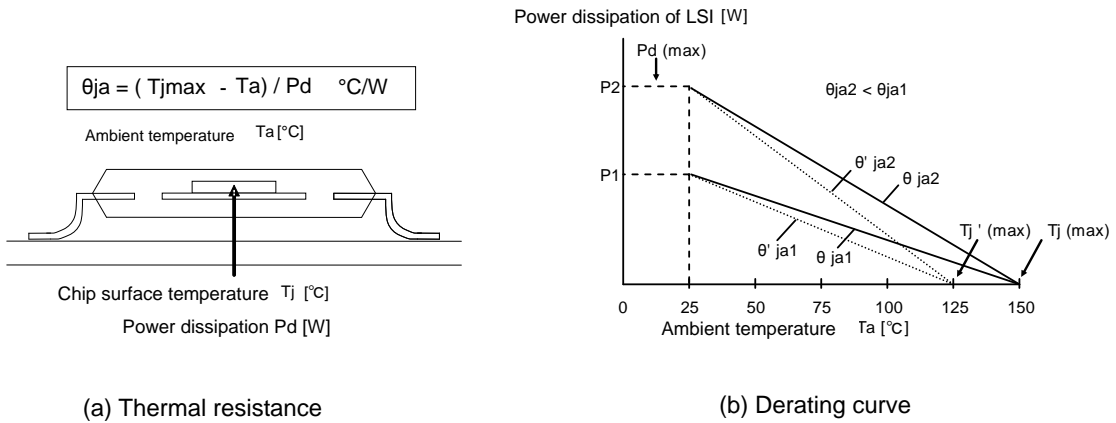 θja = ( Tjmax - Ta) / Pd °C/W
Ambient temperature Ta [°C]
Chip surface temperature Tj [°C]
Power dissipation Pd [W]
(a) Thermal resistance
Power dissipation of LSI [W]
Pd (max)
θja2 < θja1
P2
P1
θ' ja2
θ ja2
θ' ja1
θ ja1
Tj ' (max)
Tj (max)
0 25 50 75 100 125 150
Ambient temperature Ta [°C]
(b) Derating curve